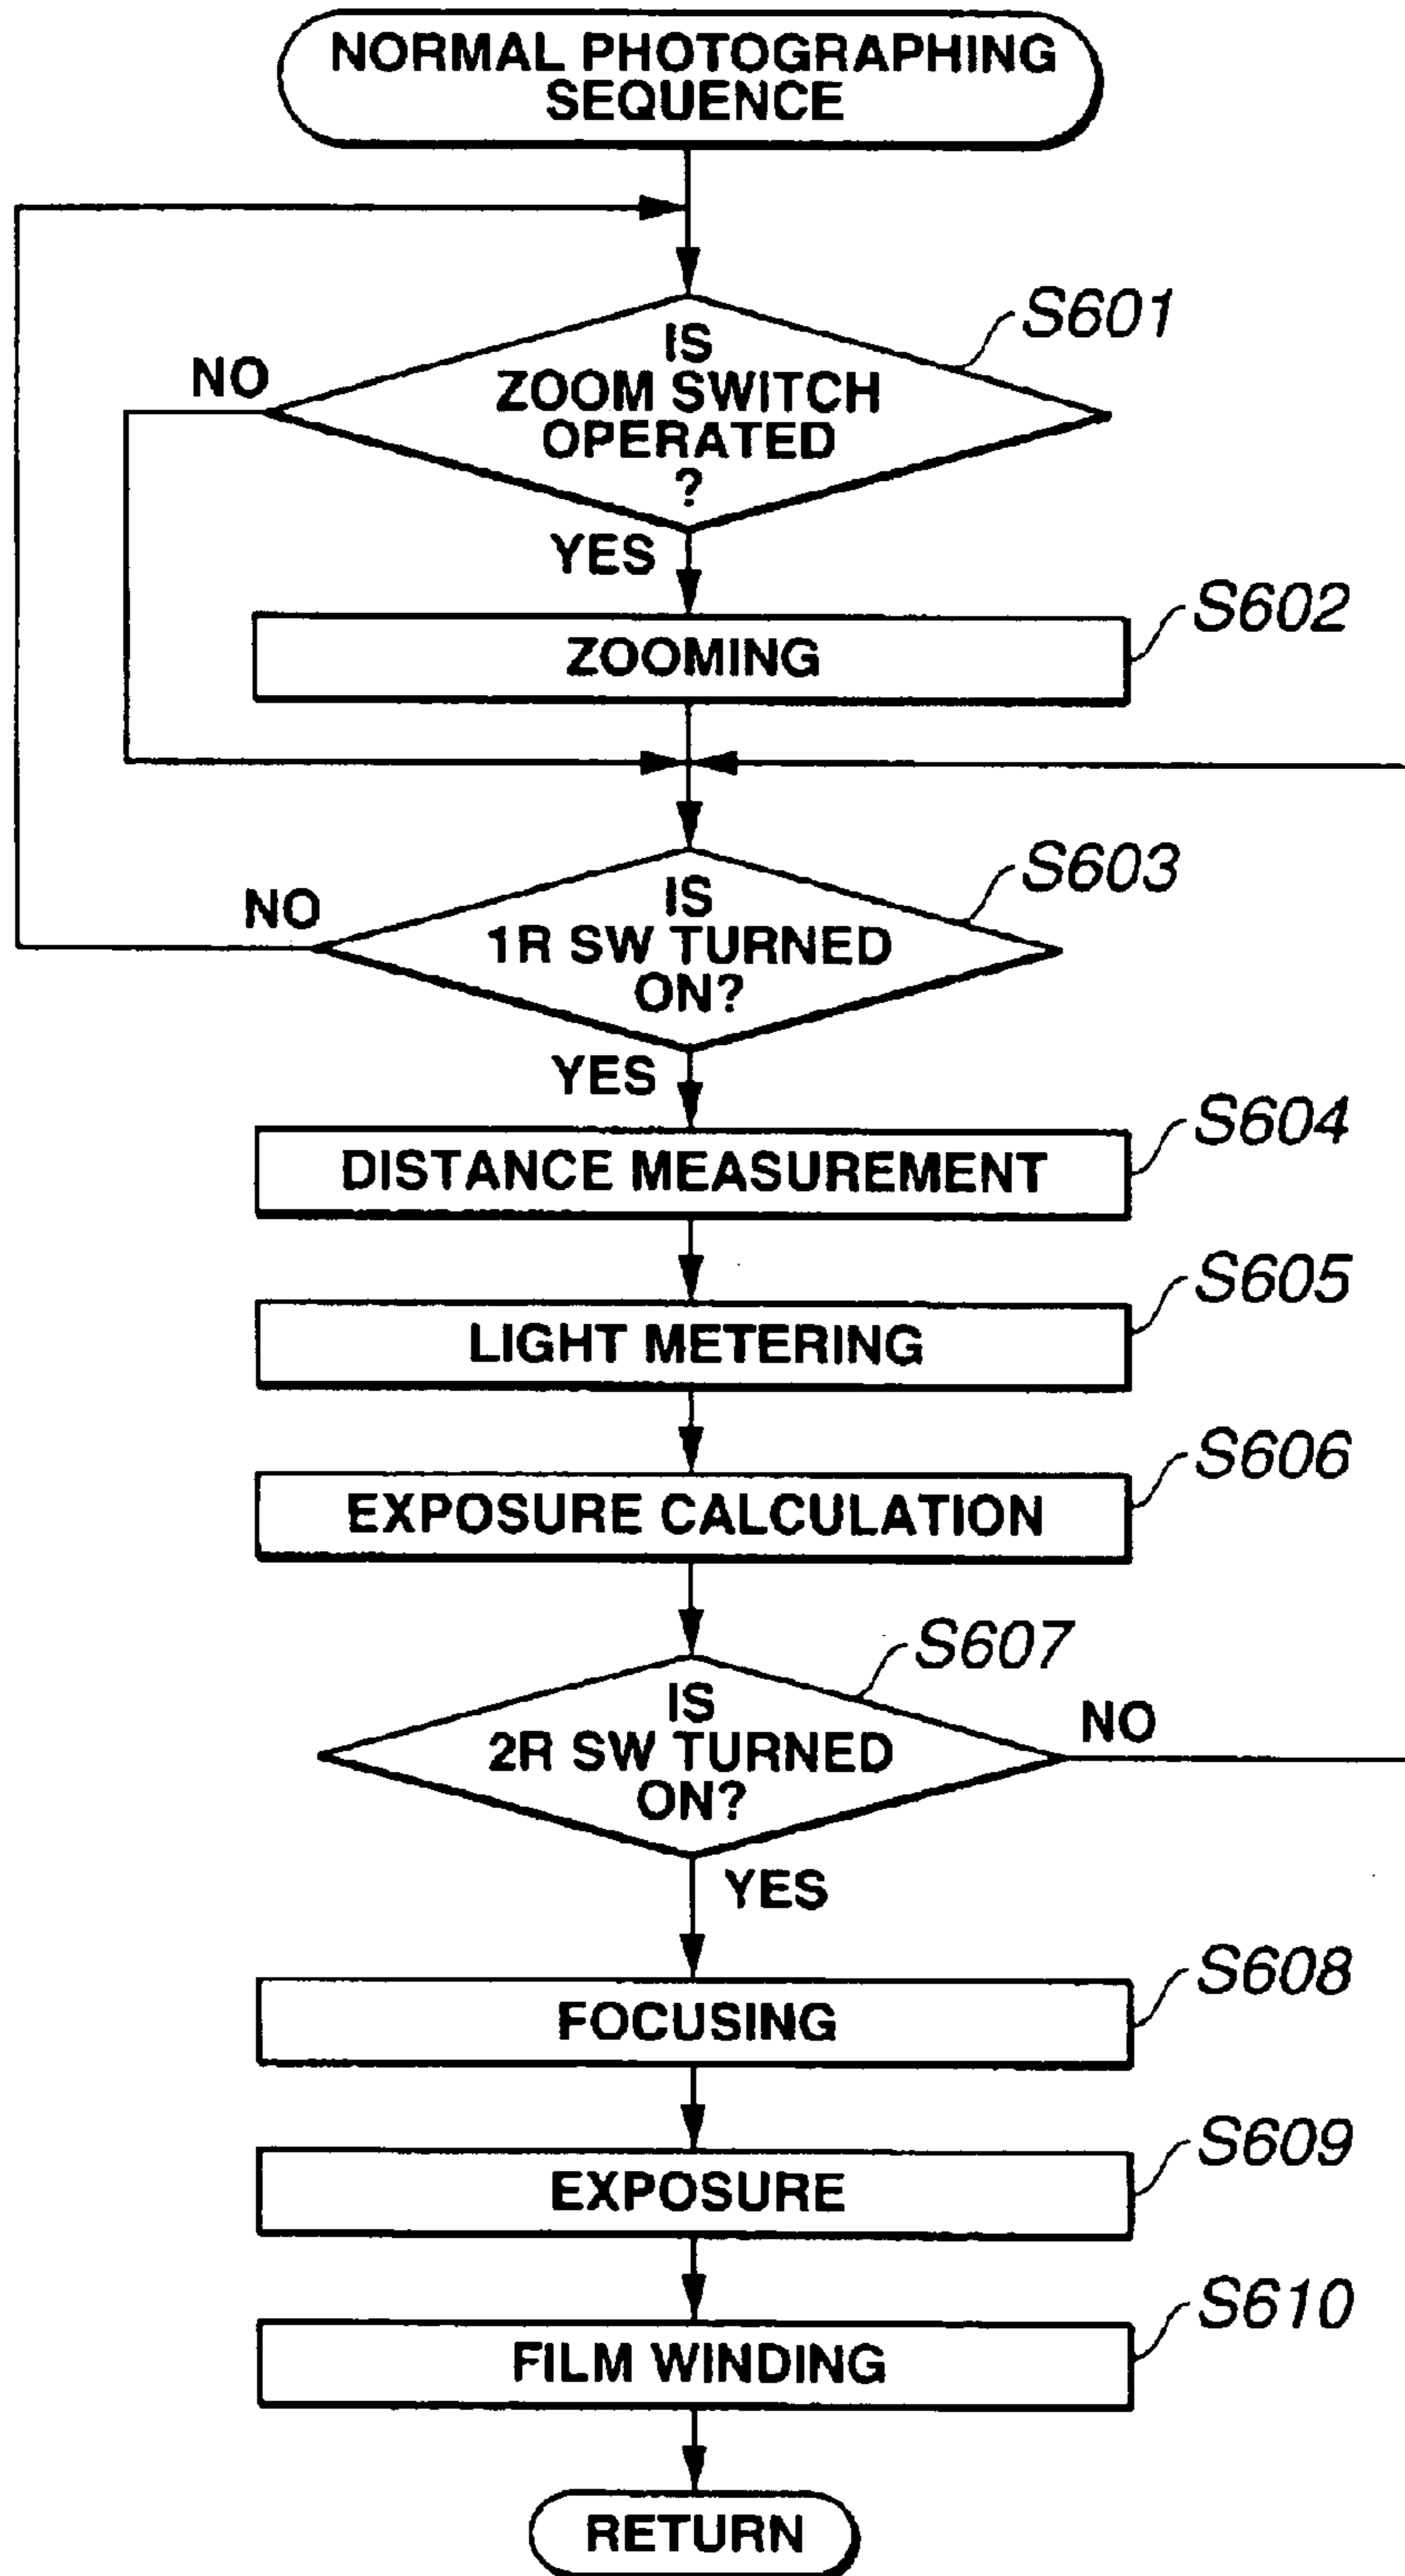 NORMAL PHOTOGRAPHING
SEQUENCE
S601
IS
ZOOM SWITCH
OPERATED
?
NO
YES
S602
ZOOMING
S603
IS
1R SW TURNED
ON?
NO
YES
S604
DISTANCE MEASUREMENT
S605
LIGHT METERING
S606
EXPOSURE CALCULATION
S607
IS
2R SW TURNED
ON?
NO
YES
S608
FOCUSING
S609
EXPOSURE
S610
FILM WINDING
RETURN